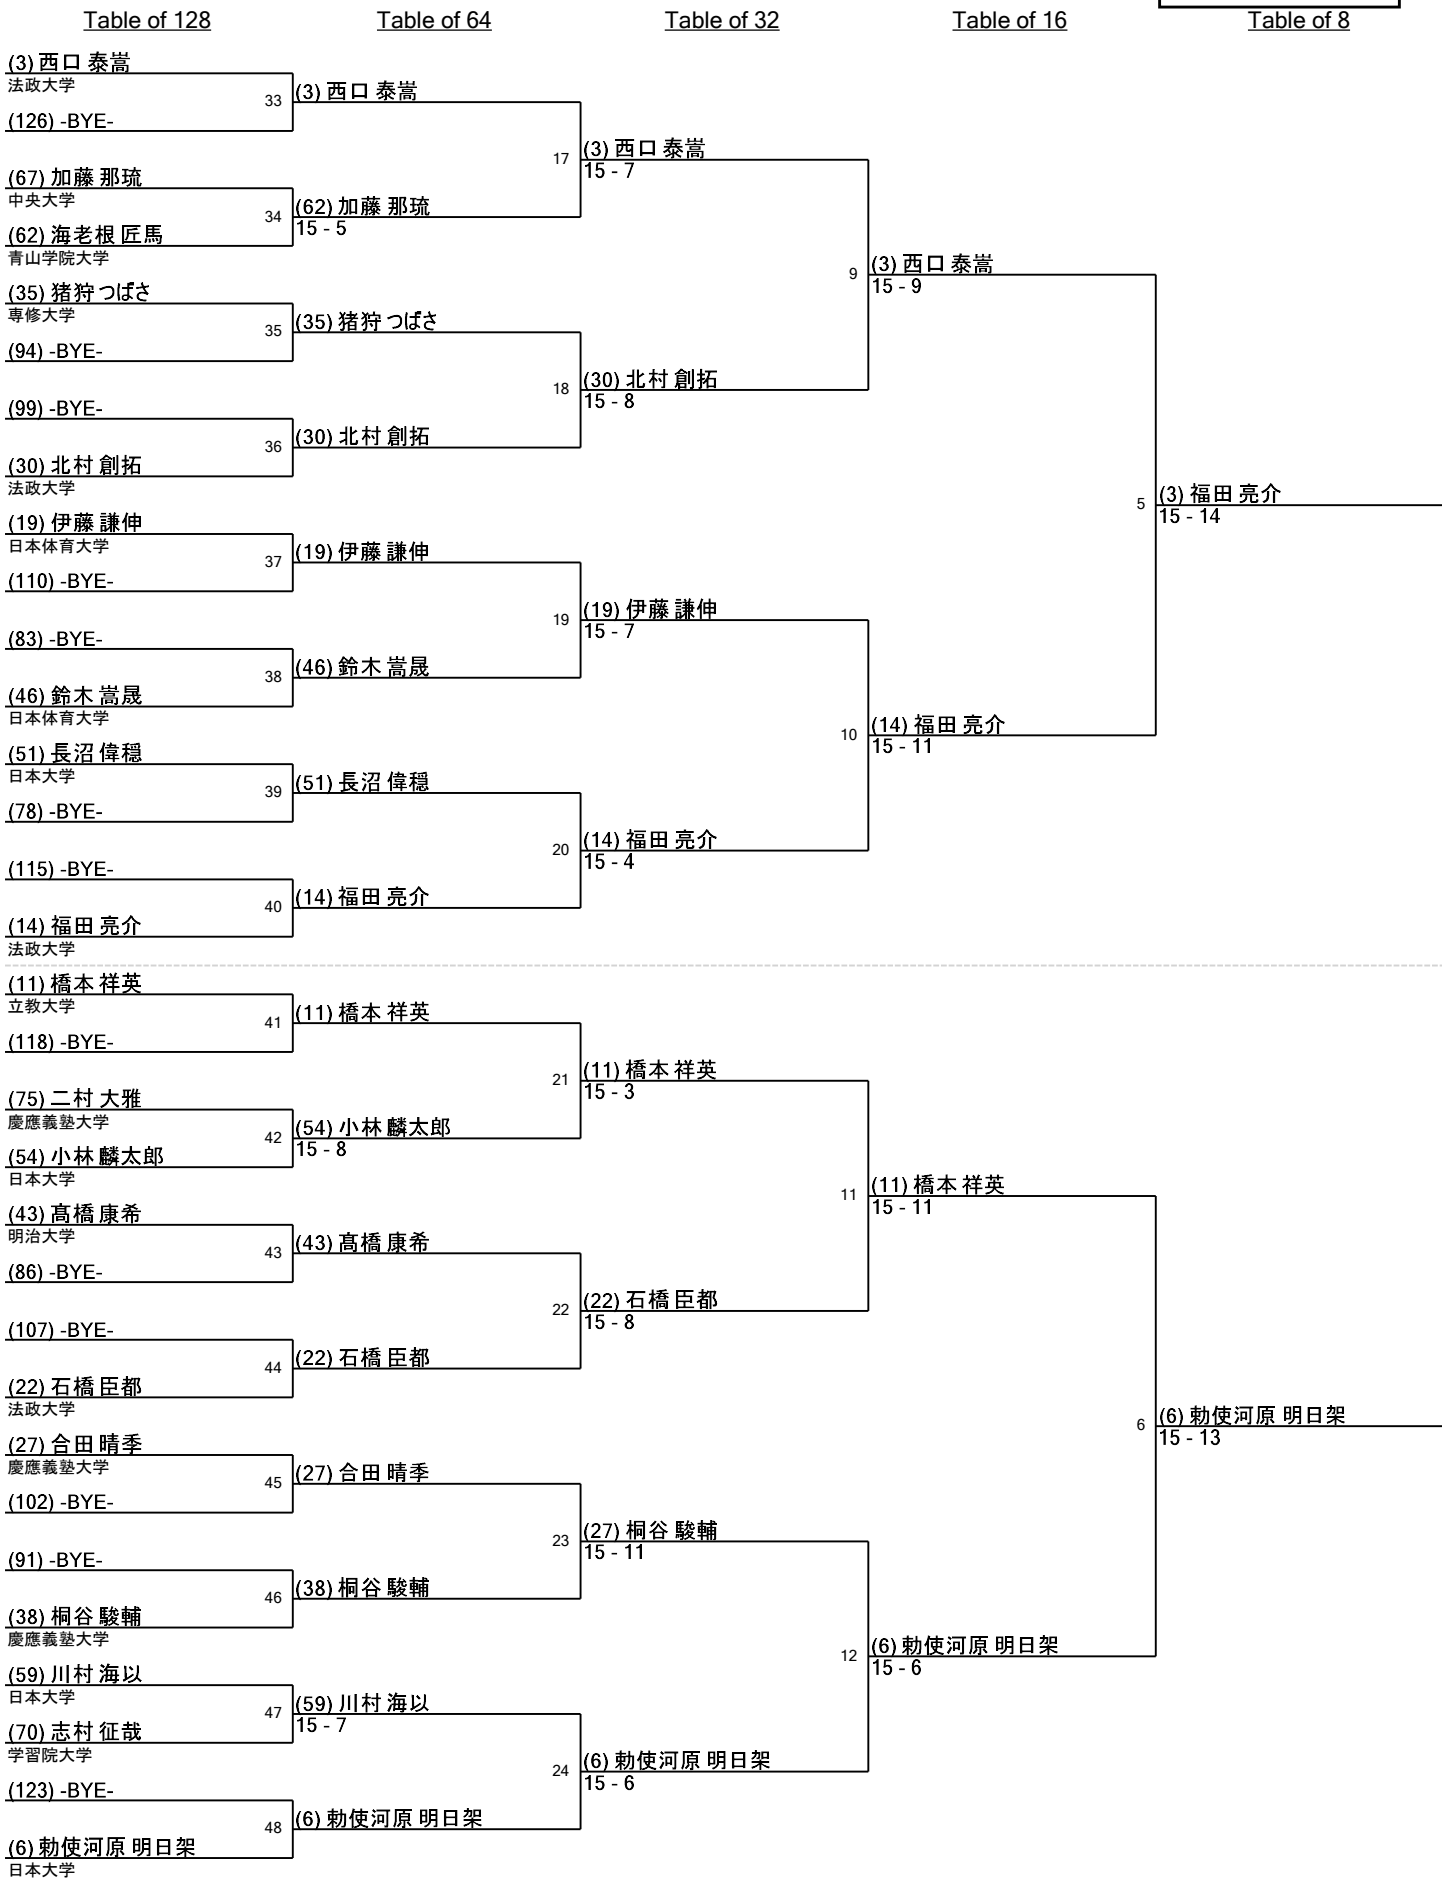 Table of 128
Table of 64
Table of 32
Table of 16
Table of 8
(3) 西口 泰嵩
法政大学
(126) -BYE-
(67) 加藤 那琉
中央大学
(62) 海老根 匠馬
青山学院大学
(35) 猪狩 つばさ
専修大学
(94) -BYE-
(99) -BYE-
(30) 北村 創拓
法政大学
(19) 伊藤 謙伸
日本体育大学
(110) -BYE-
(83) -BYE-
(46) 鈴木 嵩晟
日本体育大学
(51) 長沼 偉穏
日本大学
(78) -BYE-
(115) -BYE-
(14) 福田 亮介
法政大学
(11) 橋本 祥英
立教大学
(118) -BYE-
(75) 二村 大雅
慶應義塾大学
(54) 小林 麟太郎
日本大学
(43) 髙橋 康希
明治大学
(86) -BYE-
(107) -BYE-
(22) 石橋 臣都
法政大学
(27) 合田 晴季
慶應義塾大学
(102) -BYE-
(91) -BYE-
(38) 桐谷 駿輔
慶應義塾大学
(59) 川村 海以
日本大学
(70) 志村 征哉
学習院大学
(123) -BYE-
(6) 勅使河原 明日架
日本大学
33
(3) 西口 泰嵩
34
(62) 加藤 那琉
15 - 5
35
(35) 猪狩 つばさ
36
(30) 北村 創拓
37
(19) 伊藤 謙伸
38
(46) 鈴木 嵩晟
39
(51) 長沼 偉穏
40
(14) 福田 亮介
41
(11) 橋本 祥英
42
(54) 小林 麟太郎
15 - 8
43
(43) 髙橋 康希
44
(22) 石橋 臣都
45
(27) 合田 晴季
46
(38) 桐谷 駿輔
47
(59) 川村 海以
15 - 7
48
(6) 勅使河原 明日架
17
(3) 西口 泰嵩
15 - 7
18
(30) 北村 創拓
15 - 8
19
(19) 伊藤 謙伸
15 - 7
20
(14) 福田 亮介
15 - 4
21
(11) 橋本 祥英
15 - 3
22
(22) 石橋 臣都
15 - 8
23
(27) 桐谷 駿輔
15 - 11
24
(6) 勅使河原 明日架
15 - 6
9
(3) 西口 泰嵩
15 - 9
10
(14) 福田 亮介
15 - 11
11
(11) 橋本 祥英
15 - 11
12
(6) 勅使河原 明日架
15 - 6
5
(3) 福田 亮介
15 - 14
6
(6) 勅使河原 明日架
15 - 13